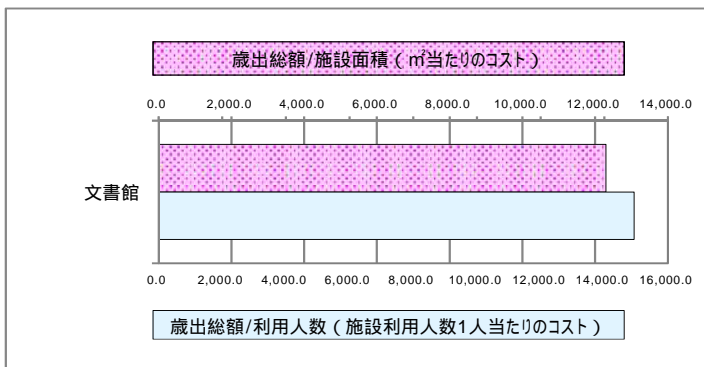 歳出総額/施設面積（㎡当たりのコスト）
0.0 2,000.0 4,000.0 6,000.0 8,000.0 10,000.0 12,000.0 14,000.0
文書館
0.0 2,000.0 4,000.0 6,000.0 8,000.0 10,000.0 12,000.0 14,000.0 16,000.0
歳出総額/利用人数（施設利用人数1人当たりのコスト）